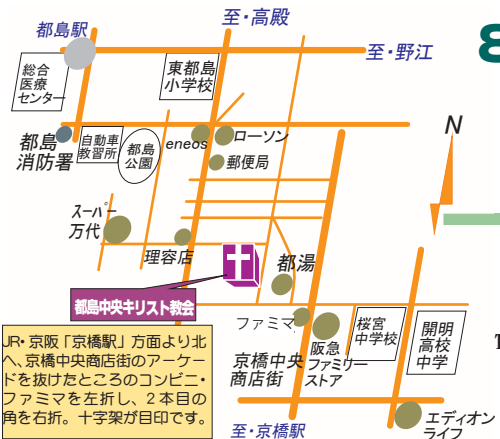 至・高殿
都島駅
至・野江
総合
医療
センター
東都島
小学校
N
都島
消防署
自動車
教習所
都島
公園
eneos
ローソン
郵便局
スーパー
万代
理容店
都湯
都島中央キリスト教会
ファミマ
桜宮
中学校
開明
高校
中学
京橋中央
商店街
阪急
ファミリー
ストア
JR・京阪「京橋駅」方面より北
へ、京橋中央商店街のアーケー
ドを抜けたところのコンビニ・
ファミマを左折し、2本目の
角を右折。十字架が目印です。
至・京橋駅
エディオン
ライフ